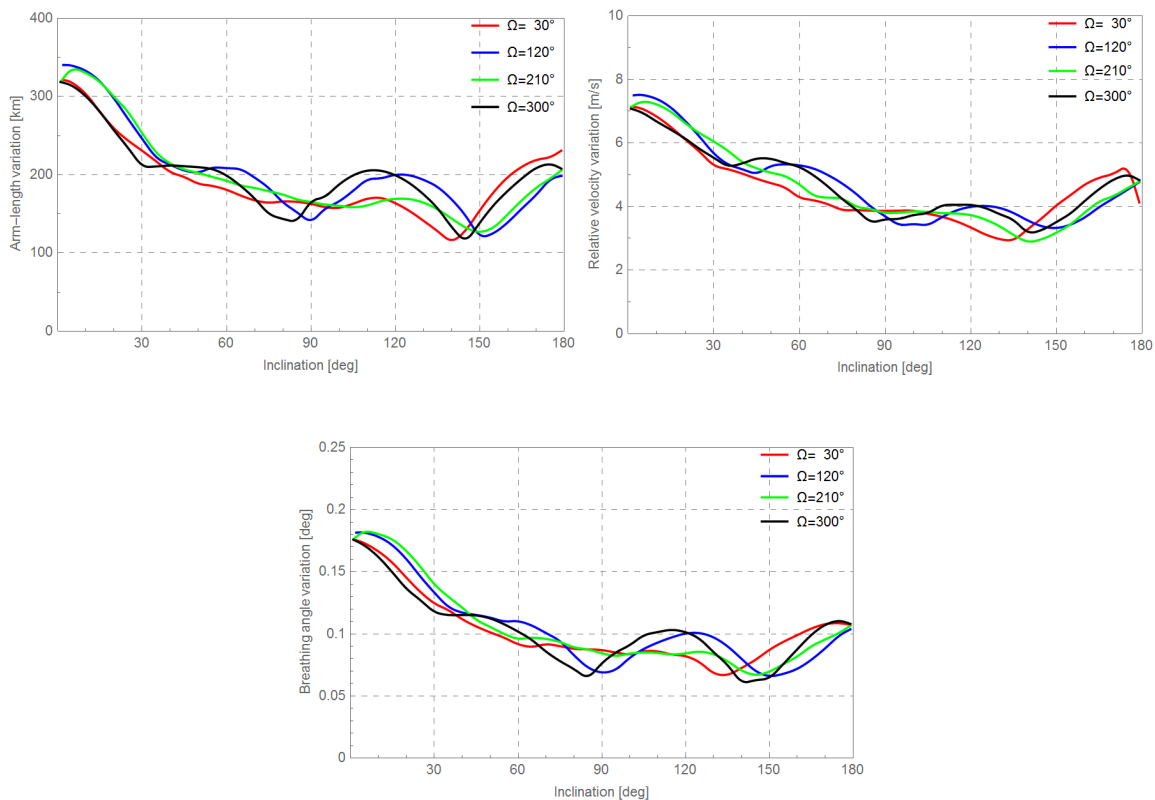 400
300
200
100
0
Arm−length variation [km]
30
60
90
120
150
180
Inclination [deg]
Ω= 30°
Ω=120°
Ω=210°
Ω=300°
10
8
6
4
2
0
Relative velocity variation [m/s]
30
60
90
120
150
180
Inclination [deg]
Ω= 30°
Ω=120°
Ω=210°
Ω=300°
0.25
0.2
0.15
0.1
0.05
0
Breathing angle variation [deg]
30
60
90
120
150
180
Inclination [deg]
Ω= 30°
Ω=120°
Ω=210°
Ω=300°